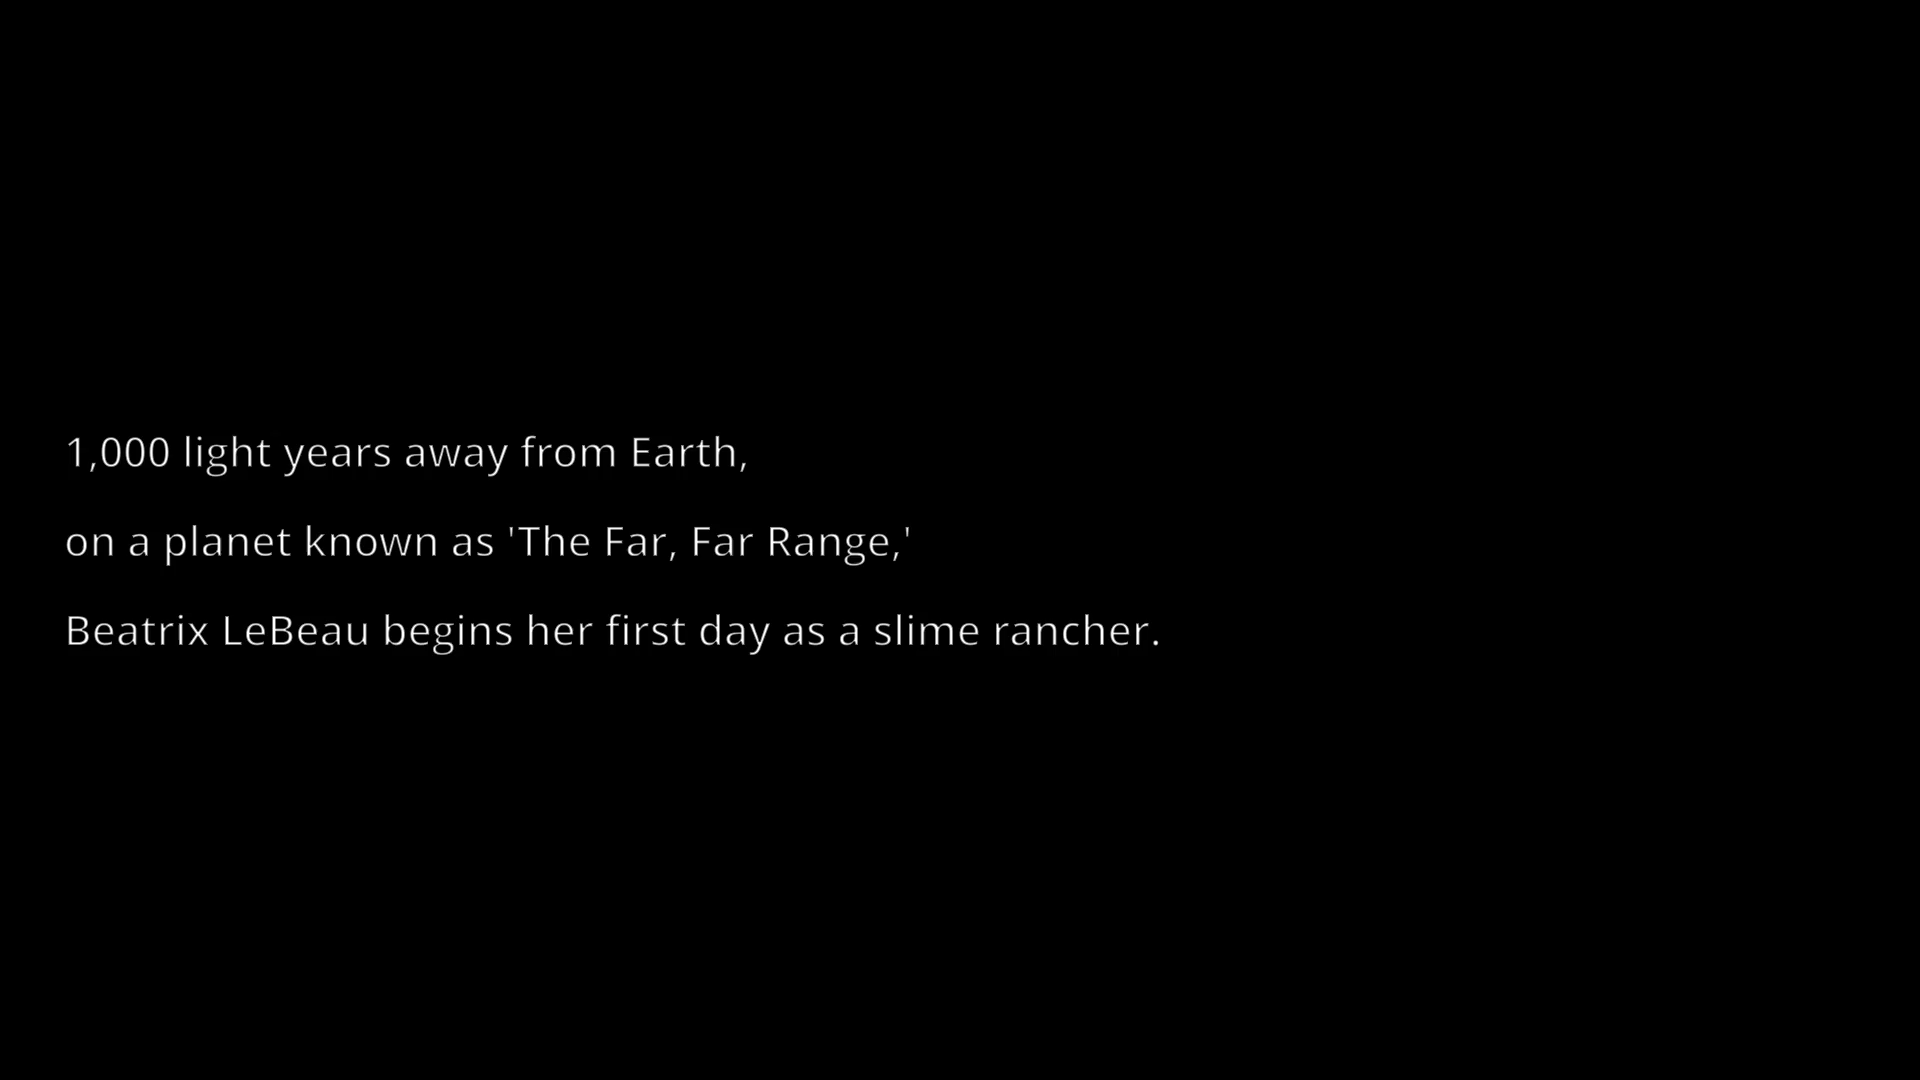 1,000 light years away from Earth,
on a planet known as 'The Far, Far Range,'
Beatrix LeBeau begins her first day as a slime rancher.